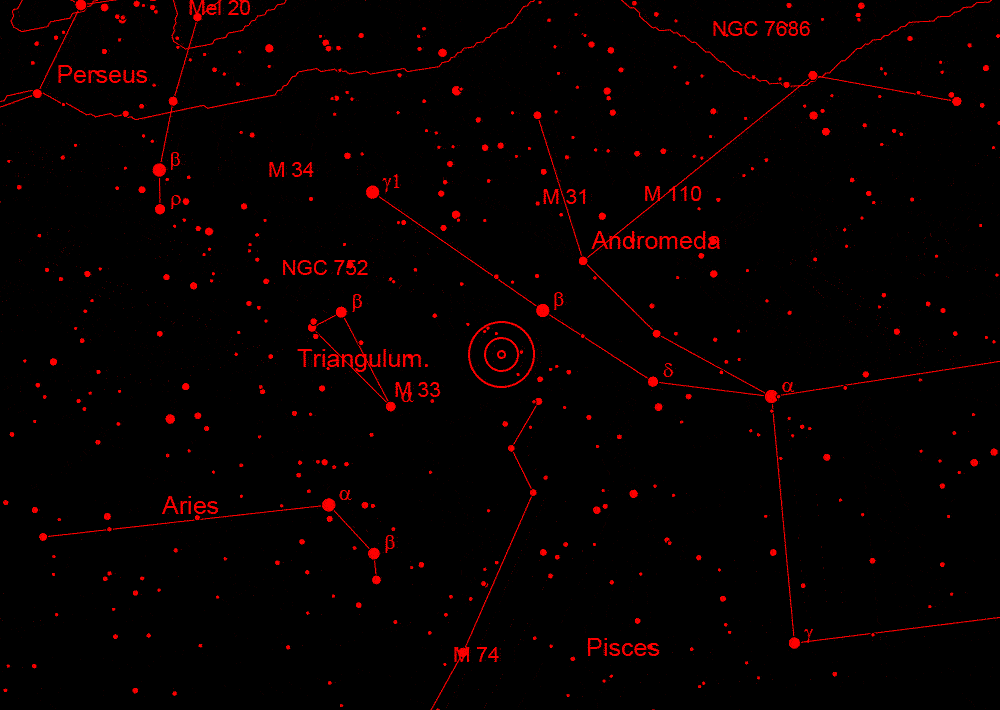 Mel 20
NGC 7686
Perseus
β
M 34
γ1
ρ
M 31
M 110
Andromeda
NGC 752
β
β
Triangulum.
δ
M 33
α
α
α
Aries
β
γ
Pisces
M 74